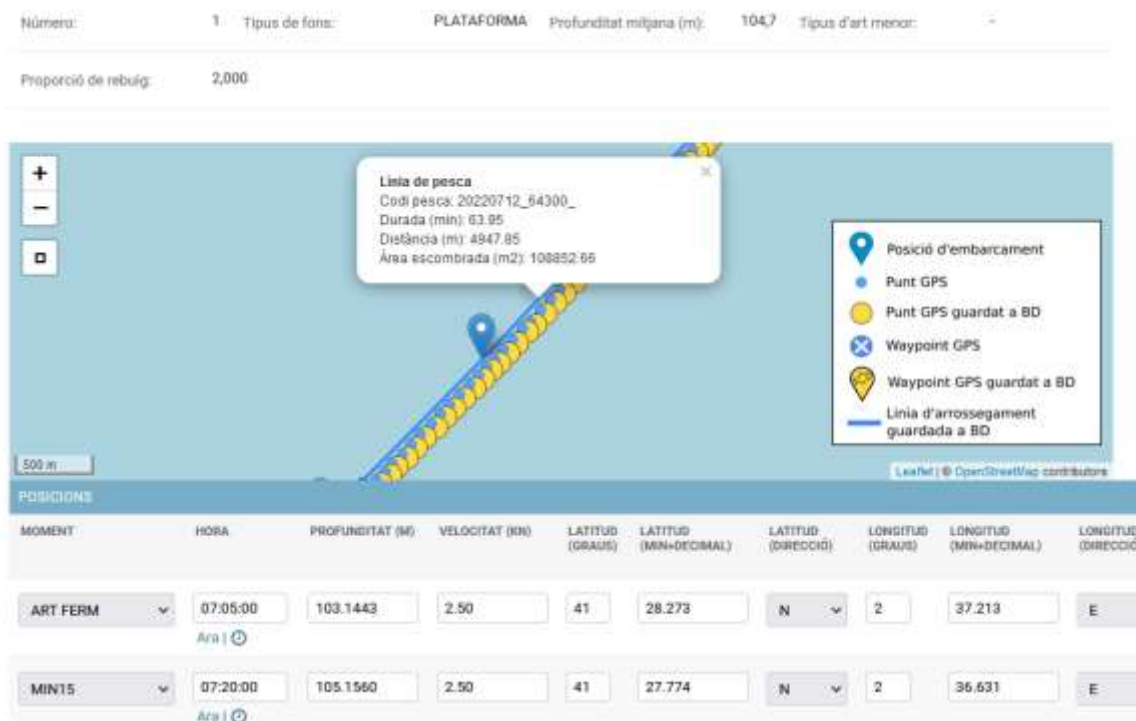 Número: 1 Tipus de fons: PLATAFORMA Profunditat mitjana (m): 104,7 Tipus d'art menor: -
Proporció de rebuig: 2,000
+
−
Linia de pesca
Codi pesca: 20220712_64300_
Durada (min): 63.95
Distància (m): 4947.85
Àrea escombrada (m2): 108852.66
×
Posició d'embarcament
Punt GPS
Punt GPS guardat a BD
Waypoint GPS
Waypoint GPS guardat a BD
Linia d'arrossegament
guardada a BD
500 m
Leaflet | © OpenStreetMap contributors
POSICIONS
MOMENT HORA PROFUNDITAT (M) VELOCITAT (KN) LATITUD (GRAUS) LATITUD (MIN+DECIMAL) LATITUD (DIRECCIÓ) LONGITUD (GRAUS) LONGITUD (MIN+DECIMAL) LONGITUD (DIRECCIÓ
ART FERM 07:05:00 103.1443 2.50 41 28.273 N 2 37.213 E
Ara |
MIN15 07:20:00 105.1560 2.50 41 27.774 N 2 36.631 E
Ara |